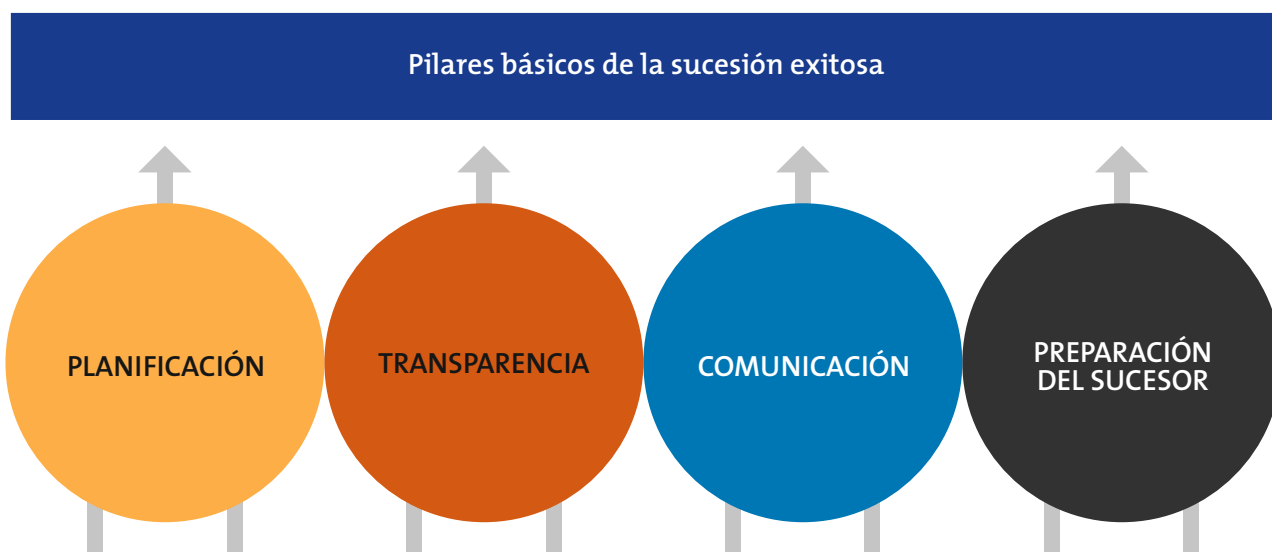 Pilares básicos de la sucesión exitosa
PLANIFICACIÓN
TRANSPARENCIA
COMUNICACIÓN
PREPARACIÓN
DEL SUCESOR